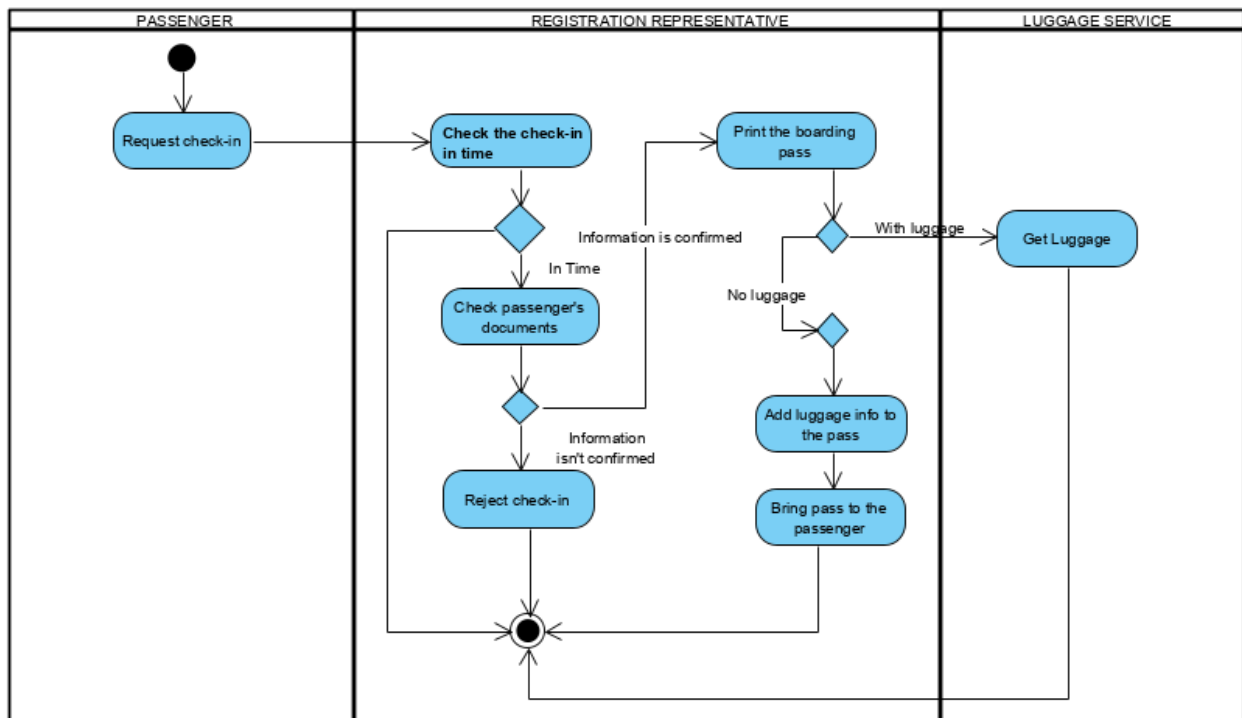 PASSENGER
REGISTRATION REPRESENTATIVE
LUGGAGE SERVICE
Request check-in
Check the check-in
in time
Print the boarding
pass
Information is confirmed
With luggage
Get Luggage
In Time
Check passenger's
documents
No luggage
Add luggage info to
the pass
Information
isn't confirmed
Reject check-in
Bring pass to the
passenger